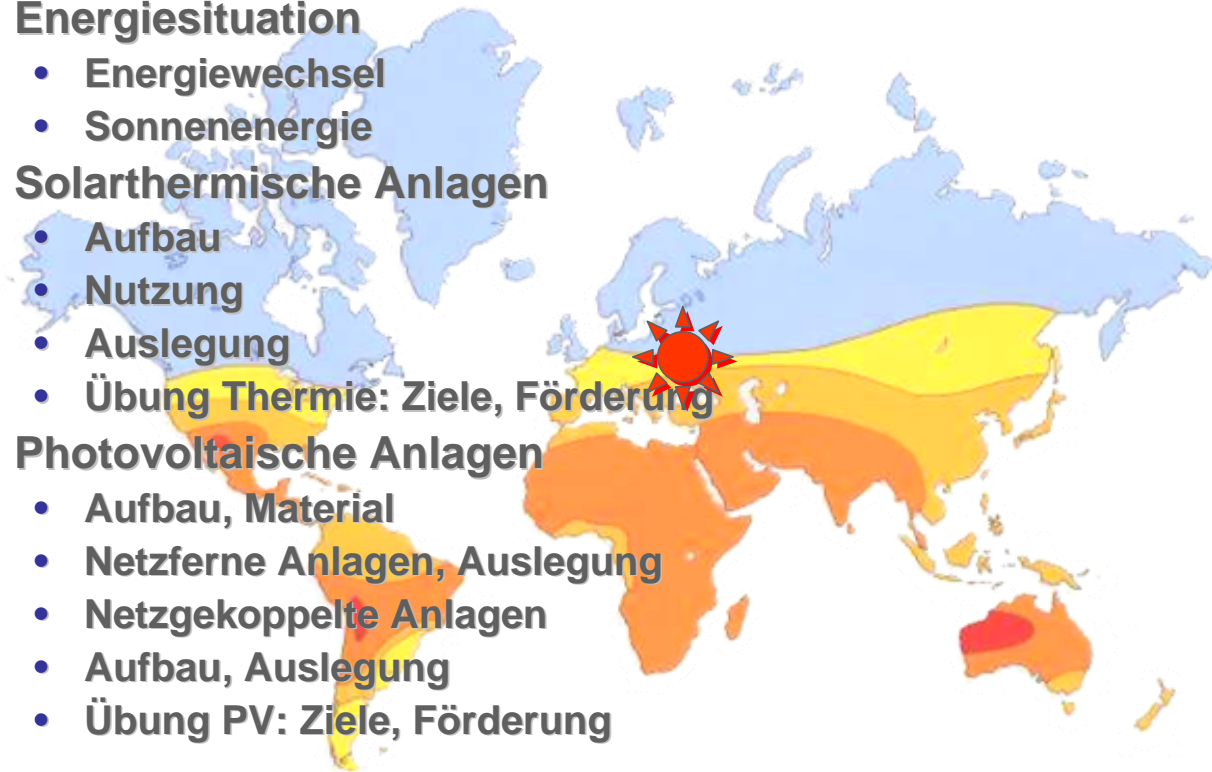 Energiesituation
• Energiewechsel
• Sonnenenergie
Solarthermische Anlagen
• Aufbau
• Nutzung
• Auslegung
• Übung Thermie: Ziele, Förderung
Photovoltaische Anlagen
• Aufbau, Material
• Netzferne Anlagen, Auslegung
• Netzgekoppelte Anlagen
• Aufbau, Auslegung
• Übung PV: Ziele, Förderung